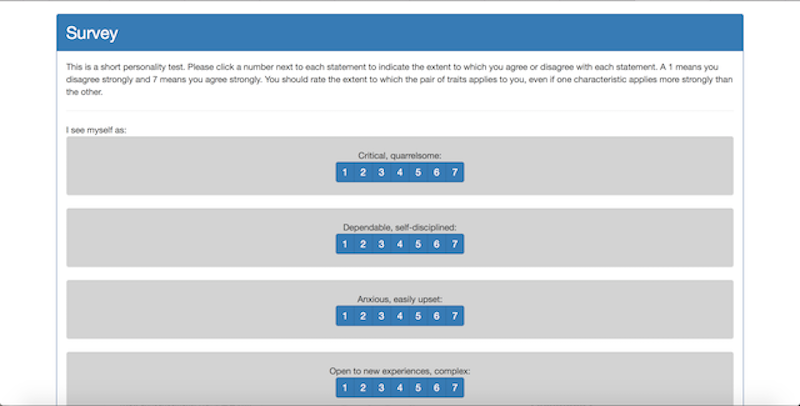 Survey
This is a short personality test. Please click a number next to each statement to indicate the extent to which you agree or disagree with each statement. A 1 means you
disagree strongly and 7 means you agree strongly. You should rate the extent to which the pair of traits applies to you, even if one characteristic applies more strongly than
the other.
I see myself as:
Critical, quarrelsome:
1 2 3 4 5 6 7
Dependable, self-disciplined:
1 2 3 4 5 6 7
Anxious, easily upset:
1 2 3 4 5 6 7
Open to new experiences, complex:
1 2 3 4 5 6 7